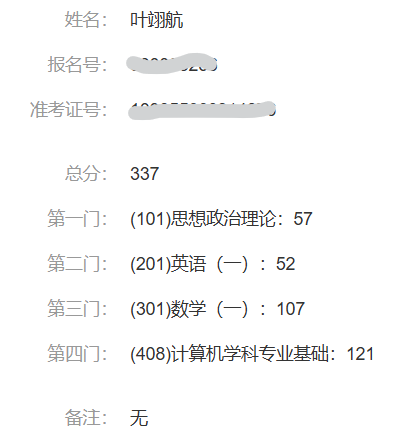 姓名： 叶翊航
报名号：
准考证号：
总分： 337
第一门： (101)思想政治理论：57
第二门： (201)英语（一）：52
第三门： (301)数学（一）：107
第四门： (408)计算机学科专业基础：121
备注： 无